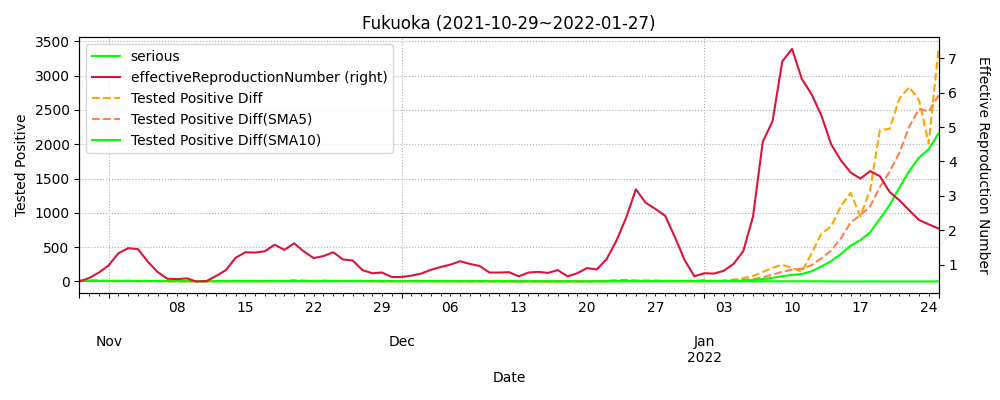 Fukuoka (2021-10-29~2022-01-27)
serious
effectiveReproductionNumber (right)
Tested Positive Diff
Tested Positive Diff(SMA5)
Tested Positive Diff(SMA10)
Tested Positive
3500
3000
2500
2000
1500
1000
500
0
7
6
5
4
3
2
1
Effective Reproduction Number
08 15 22 29 06 13 20 27 03 10 17 24
Nov Dec Jan
2022
Date